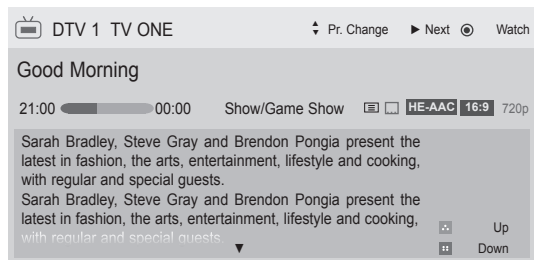 DTV 1 TV ONE Pr. Change Next Watch
Good Morning
21:00 00:00 Show/Game Show HE-AAC 16:9 720p
Sarah Bradley, Steve Gray and Brendon Pongia present the
latest in fashion, the arts, entertainment, lifestyle and cooking,
with regular and special guests.
Sarah Bradley, Steve Gray and Brendon Pongia present the
latest in fashion, the arts, entertainment, lifestyle and cooking,
with regular and special guests.
Up
Down